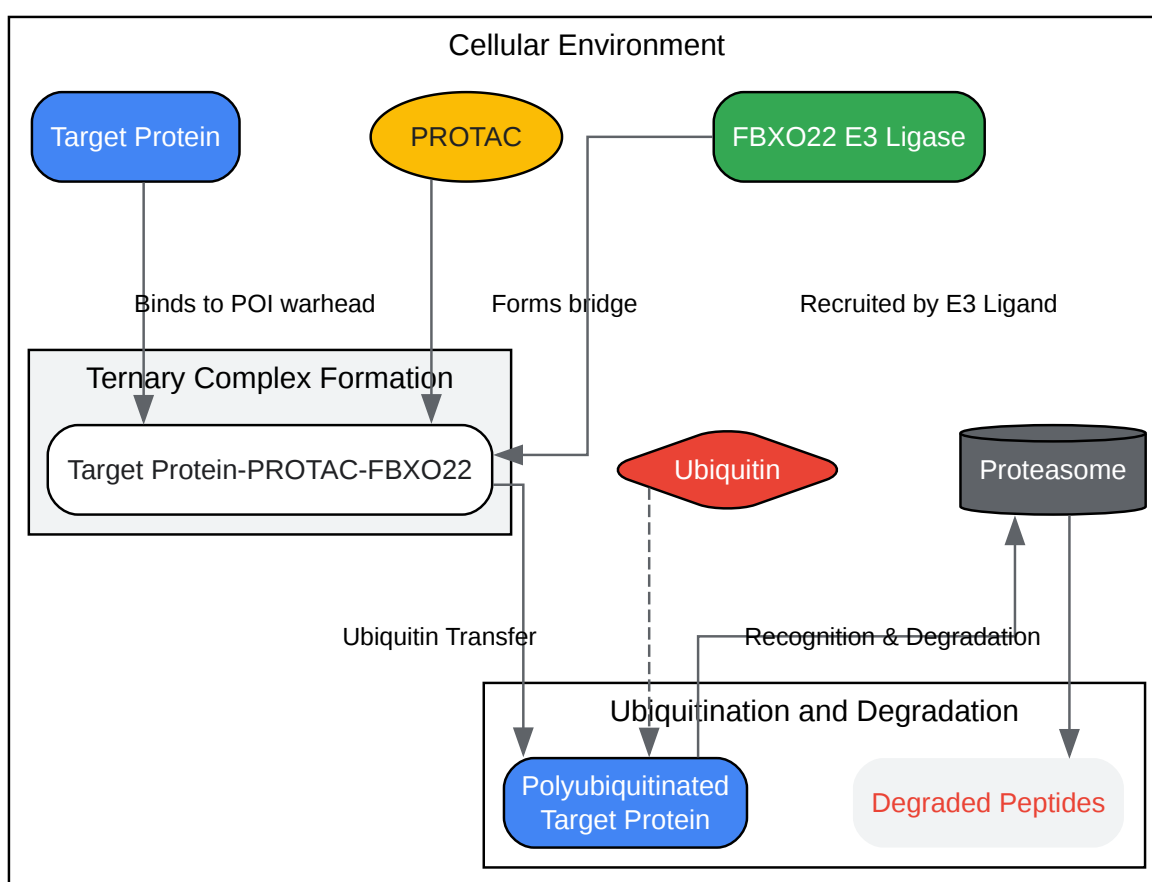 Cellular Environment
Target Protein
PROTAC
FBXO22 E3 Ligase
Binds to POI warhead
Forms bridge
Recruited by E3 Ligand
Ternary Complex Formation
Target Protein-PROTAC-FBXO22
Ubiquitin
Proteasome
Ubiquitin Transfer
Recognition & Degradation
Ubiquitination and Degradation
Polyubiquitinated
Target Protein
Degraded Peptides